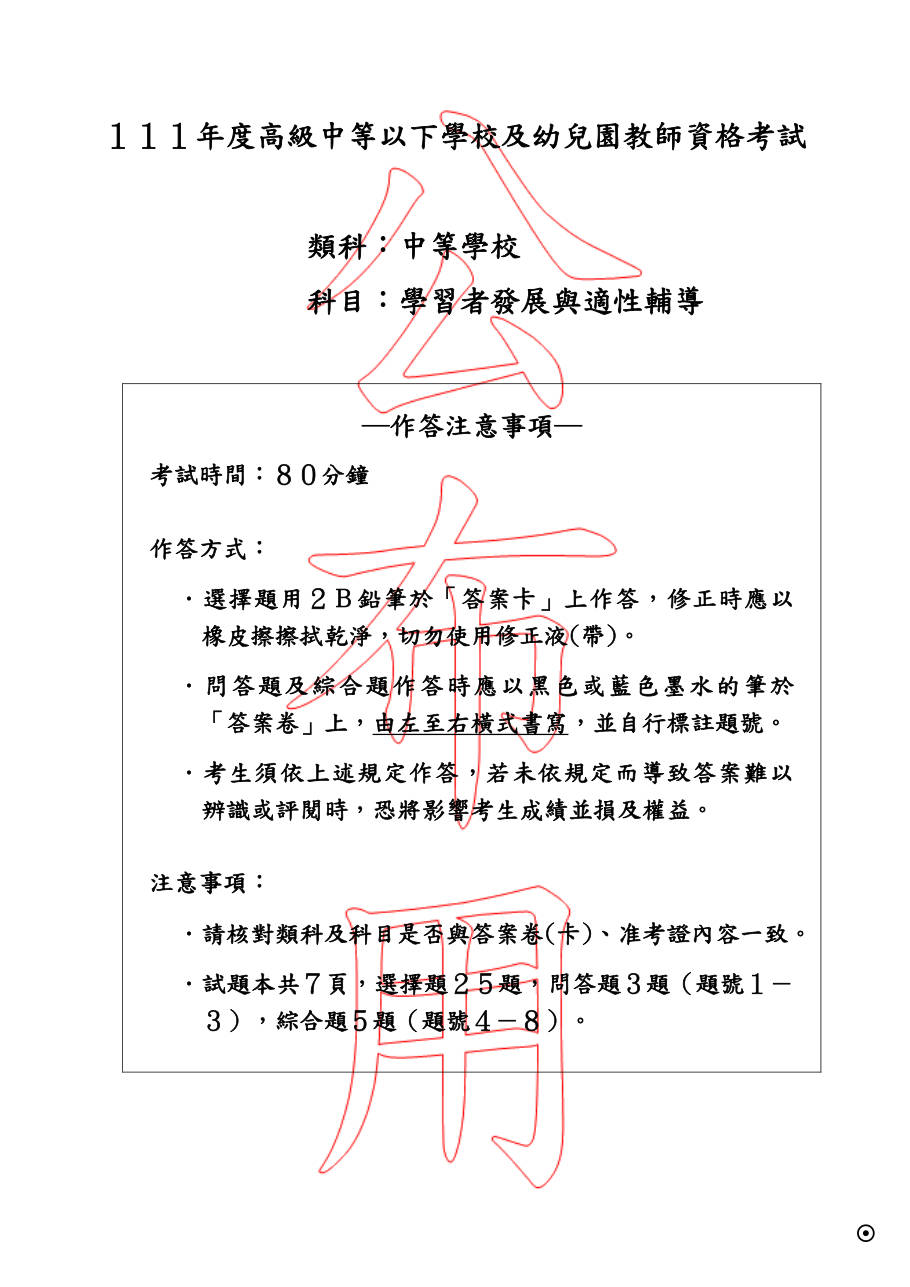 １１１年度高級中等以下學校及幼兒園教師資格考試
類科：中等學校
科目：學習者發展與適性輔導
—作答注意事項—
考試時間：８０分鐘
作答方式：
．選擇題用２Ｂ鉛筆於「答案卡」上作答，修正時應以
橡皮擦擦拭乾淨，切勿使用修正液(帶)。
．問答題及綜合題作答時應以黑色或藍色墨水的筆於
「答案卷」上，由左至右橫式書寫，並自行標註題號。
．考生須依上述規定作答，若未依規定而導致答案難以
辨識或評閱時，恐將影響考生成績並損及權益。
注意事項：
．請核對類科及科目是否與答案卷(卡)、准考證內容一致。
．試題本共７頁，選擇題２５題，問答題３題（題號１－
３），綜合題５題（題號４－８）。
公布用